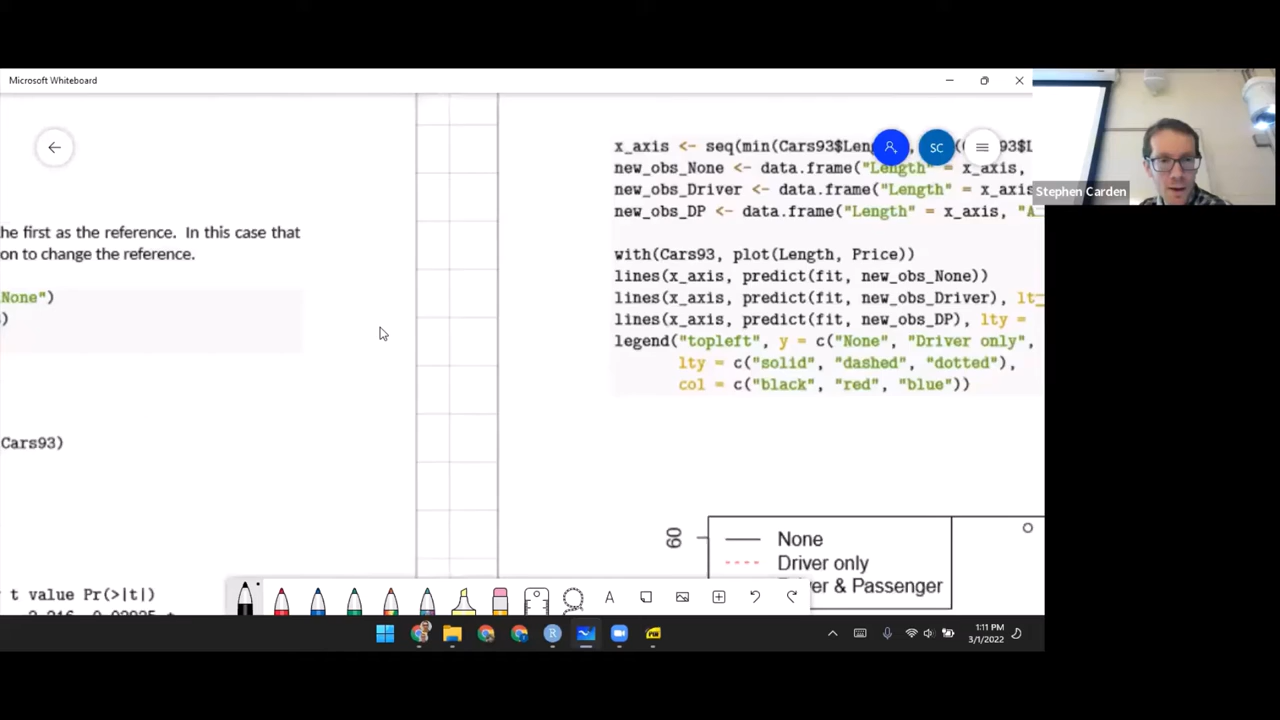 Microsoft Whiteboard
he first as the reference. In this case that
on to change the reference.
None")
)
Cars93)
t value Pr(>|t|)
x_axis <- seq(min(Cars93$Len
93$L
new_obs_None <- data.frame("Length" = x_axis,
new_obs_Driver <- data.frame("Length" = x_axis
new_obs_DP <- data.frame("Length" = x_axis, "A
with(Cars93, plot(Length, Price))
lines(x_axis, predict(fit, new_obs_None))
lines(x_axis, predict(fit, new_obs_Driver), lt
lines(x_axis, predict(fit, new_obs_DP), lty =
legend("topleft", y = c("None", "Driver only",
lty = c("solid", "dashed", "dotted"),
col = c("black", "red", "blue"))
60
None
Driver only
er & Passenger
SC
Stephen Carden
A
R
1:11 PM
3/1/2022